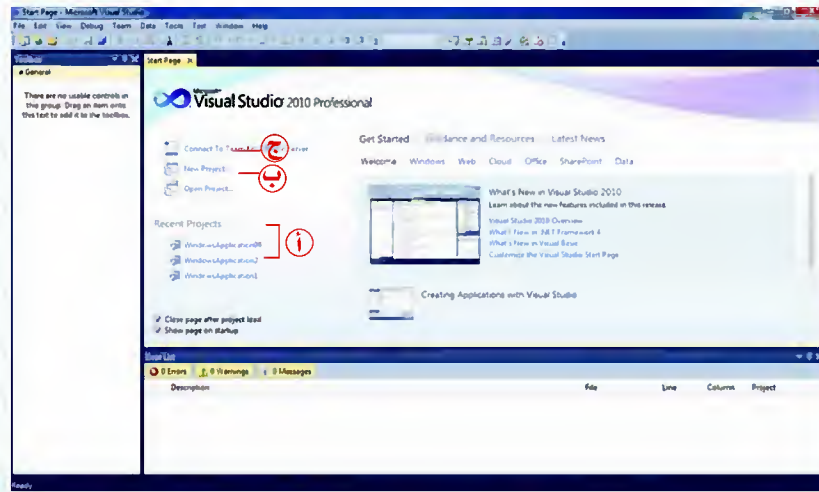 Start Page - Microsoft Visual Studio
File Edit View Debug Team Data Tools Test Window Help
Toolbox
General
There are no usable controls in
this group. Drag an item onto
this text to add it to the toolbox.
Start Page
Microsoft
Visual Studio 2010 Professional
Connect To Team Server
ج
New Project...
ب
Open Project...
Recent Projects
WindowsApplication2
WindowsApplication1
أ
Close page after project load
Show page on startup
Get Started Guidance and Resources Latest News
Welcome Windows Web Cloud Office SharePoint Data
What's New in Visual Studio 2010
Learn about the new features included in this release.
Visual Studio 2010 Overview
What's New in .NET Framework 4
What's New in Visual Basic
Customize the Visual Studio Start Page
Creating Applications with Visual Studio
Error List
0 Errors 0 Warnings 0 Messages
Description File Line Column Project
Ready